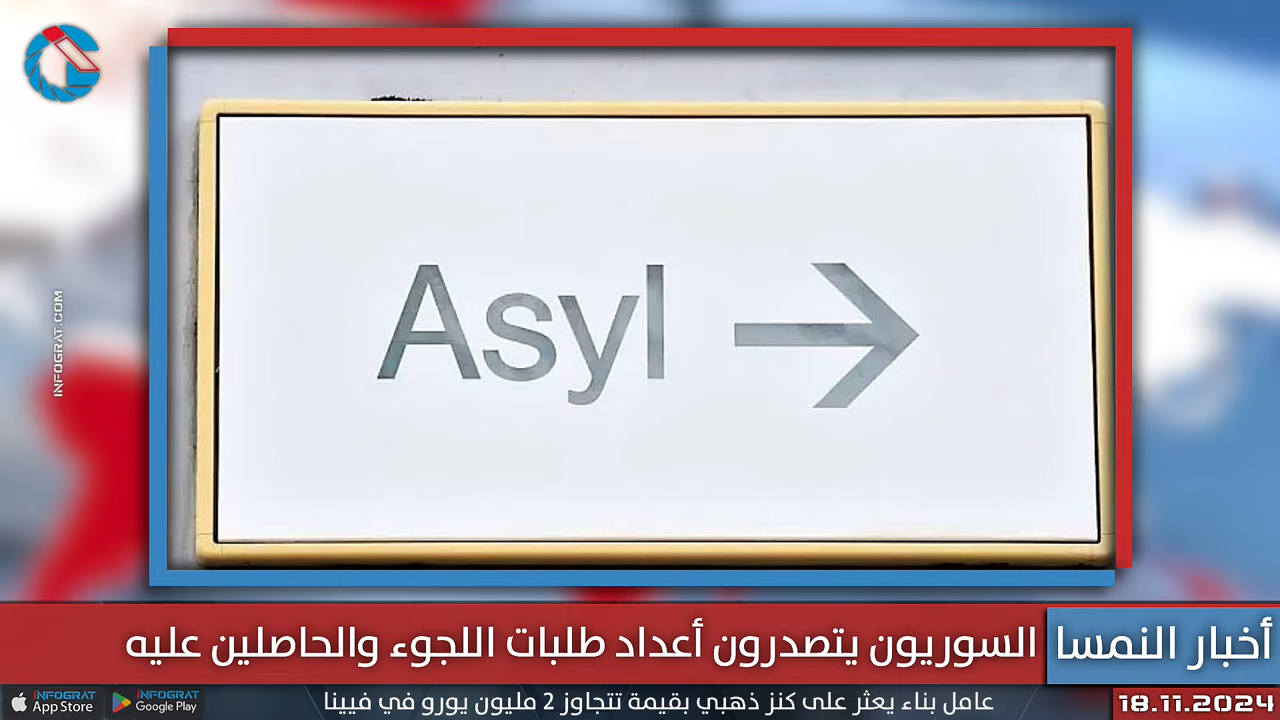 INFOGRAT.COM
Asyl →
أخبار النمسا
السوريون يتصدرون أعداد طلبات اللجوء والحاصلين عليه
18.11.2024
عامل بناء يعثر على كنز ذهبي بقيمة تتجاوز 2 مليون يورو في فيينا
INFOGRAT
App Store
INFOGRAT
Google Play